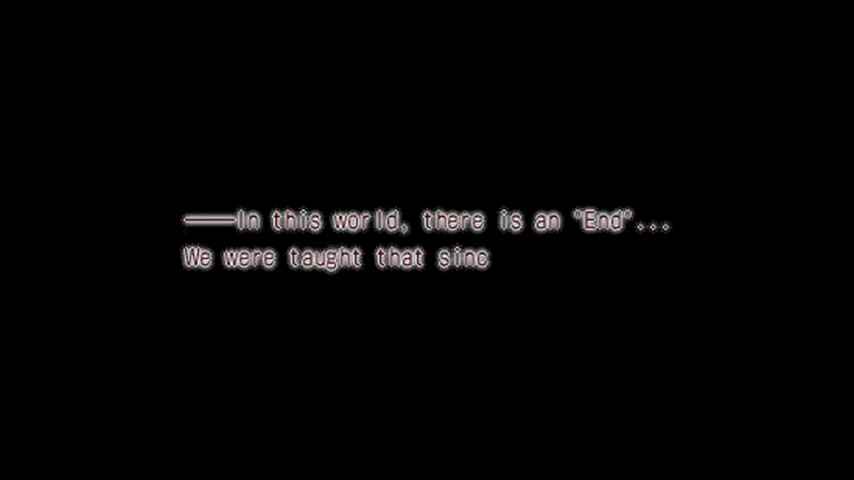 ──In this world, there is an "End"...
We were taught that sinc